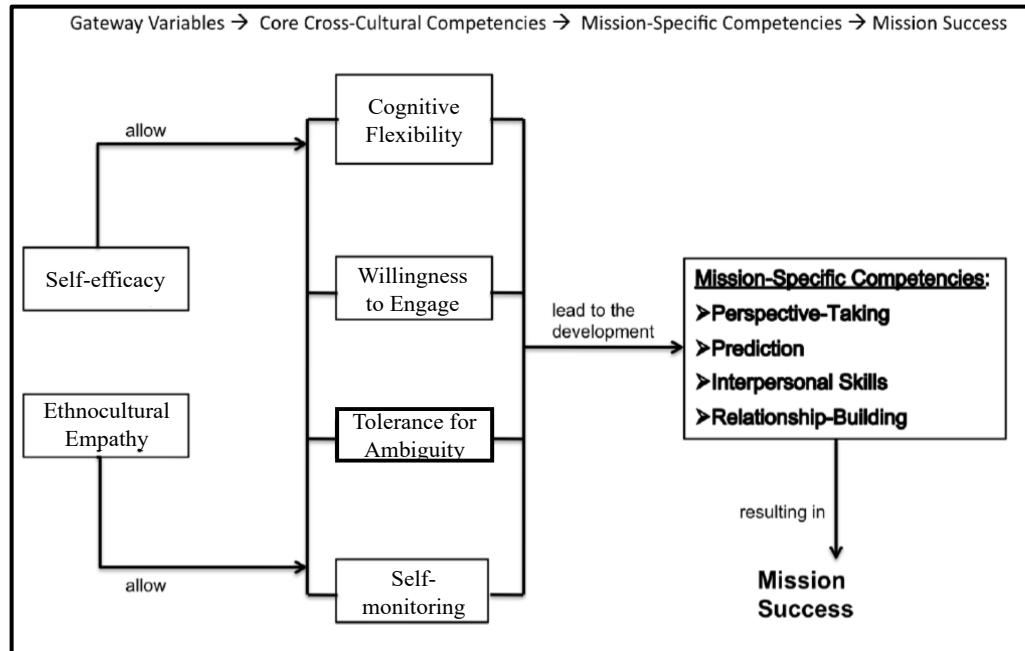 Gateway Variables → Core Cross-Cultural Competencies → Mission-Specific Competencies → Mission Success
Cognitive
Flexibility
allow
Self-efficacy
Willingness
to Engage
Ethnocultural
Empathy
Tolerance for
Ambiguity
allow
Self-
monitoring
lead to the
development
Mission-Specific Competencies:
➢Perspective-Taking
➢Prediction
➢Interpersonal Skills
➢Relationship-Building
resulting in
Mission
Success